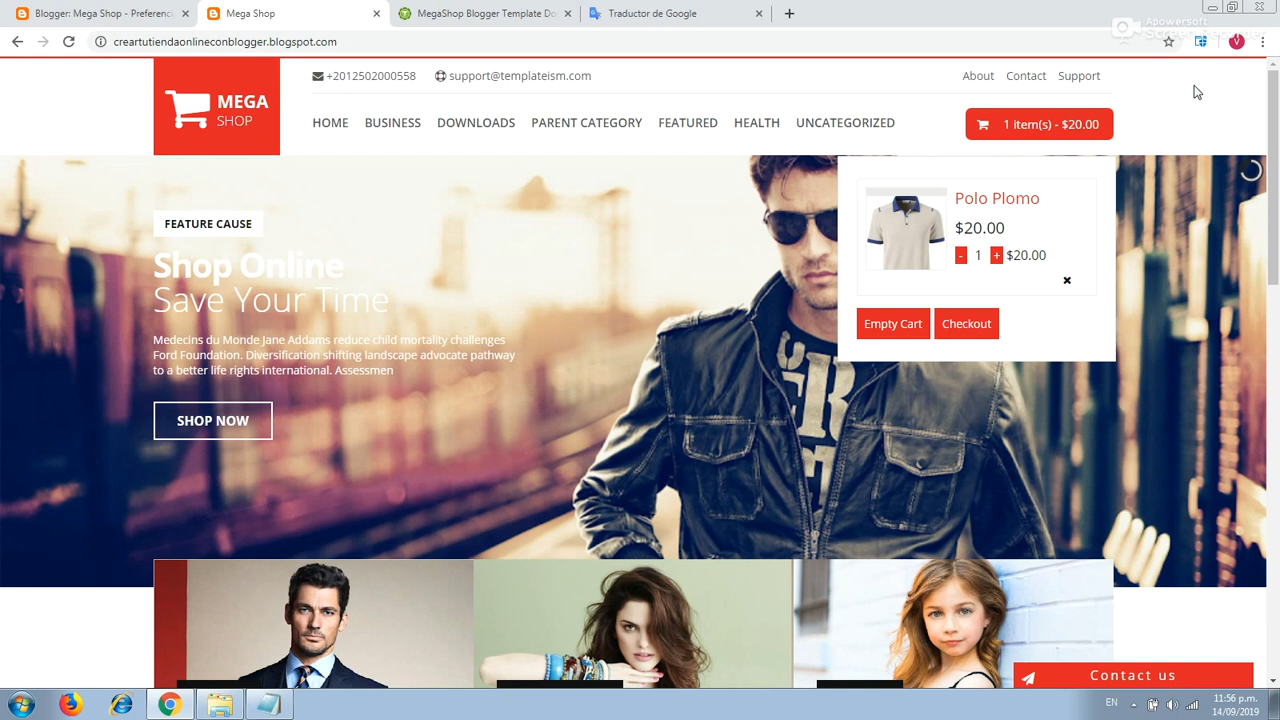 Blogger: Mega Shop - Preferenci
Mega Shop
MegaShop Blogger Template Do
Traductor de Google
creartutiendaonlineconblogger.blogspot.com
Apowersoft
Screen Recorder
V
MEGA
SHOP
+2012502000558
support@templateism.com
About
Contact
Support
HOME
BUSINESS
DOWNLOADS
PARENT CATEGORY
FEATURED
HEALTH
UNCATEGORIZED
1 item(s) - $20.00
FEATURE CAUSE
Shop Online
Save Your Time
Medecins du Monde Jane Addams reduce child mortality challenges
Ford Foundation. Diversification shifting landscape advocate pathway
to a better life rights international. Assessmen
SHOP NOW
Polo Plomo
$20.00
- 1 + $20.00
Empty Cart
Checkout
Contact us
EN
11:56 p.m.
14/09/2019